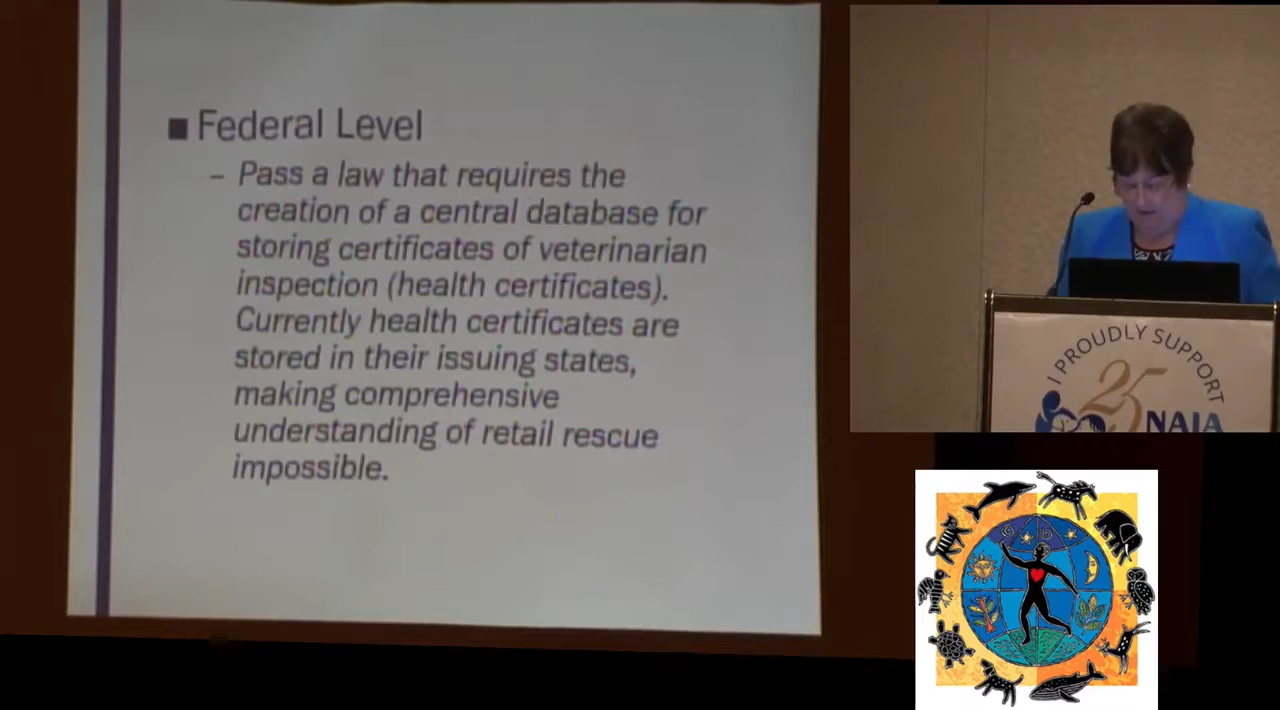 Federal Level
– Pass a law that requires the
creation of a central database for
storing certificates of veterinarian
inspection (health certificates).
Currently health certificates are
stored in their issuing states,
making comprehensive
understanding of retail rescue
impossible.
I PROUDLY SUPPORT
25
NAIA